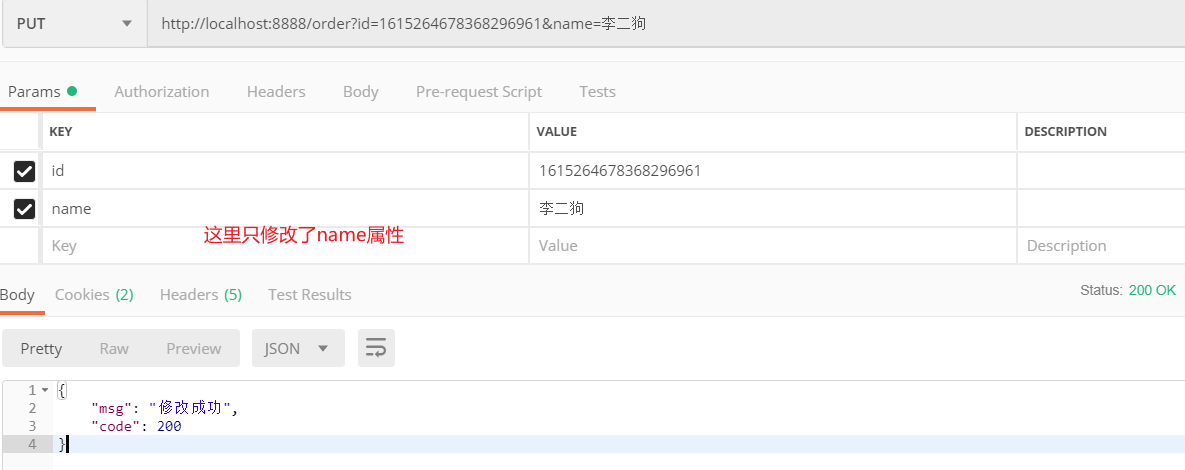 PUT http://localhost:8888/order?id=1615264678368296961&name=李二狗
Params Authorization Headers Body Pre-request Script Tests
KEY VALUE DESCRIPTION
id 1615264678368296961
name 李二狗
这里只修改了name属性
Key Value Description
Body Cookies (2) Headers (5) Test Results Status: 200 OK
Pretty Raw Preview JSON
1 {
2 "msg": "修改成功",
3 "code": 200
4 }